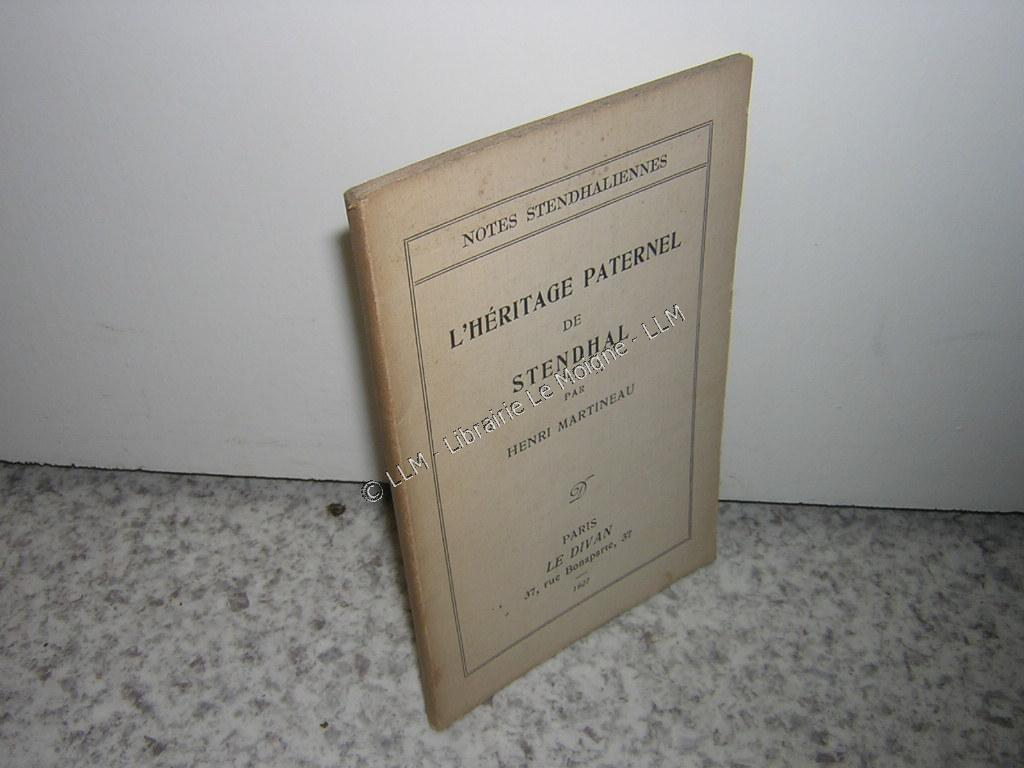 NOTES STENDHALIENNES
L'HÉRITAGE PATERNEL
DE
STENDHAL
PAR
HENRI MARTINEAU
D
PARIS
LE DIVAN
37, rue Bonaparte, 37
1927
© LLM - Librairie Le Moigne - LLM